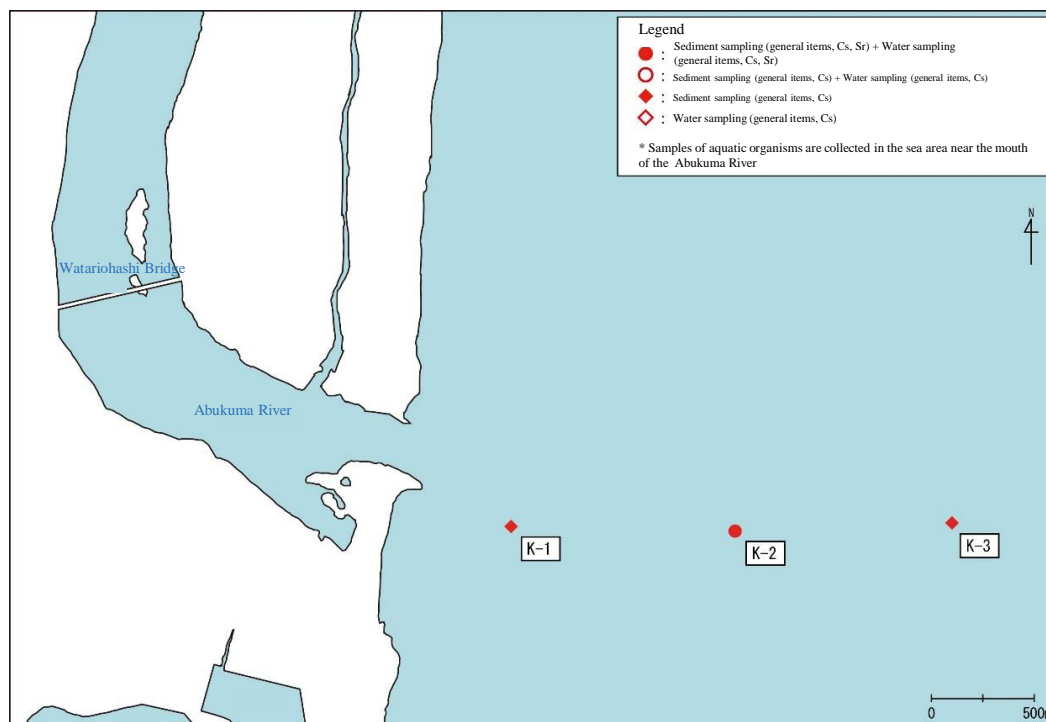 Legend
: Sediment sampling (general items, Cs, Sr) + Water sampling
(general items, Cs, Sr)
: Sediment sampling (general items, Cs) + Water sampling (general items, Cs)
: Sediment sampling (general items, Cs)
: Water sampling (general items, Cs)
* Samples of aquatic organisms are collected in the sea area near the mouth
of the Abukuma River
N
Watariohashi Bridge
Abukuma River
K-1
K-2
K-3
0
500